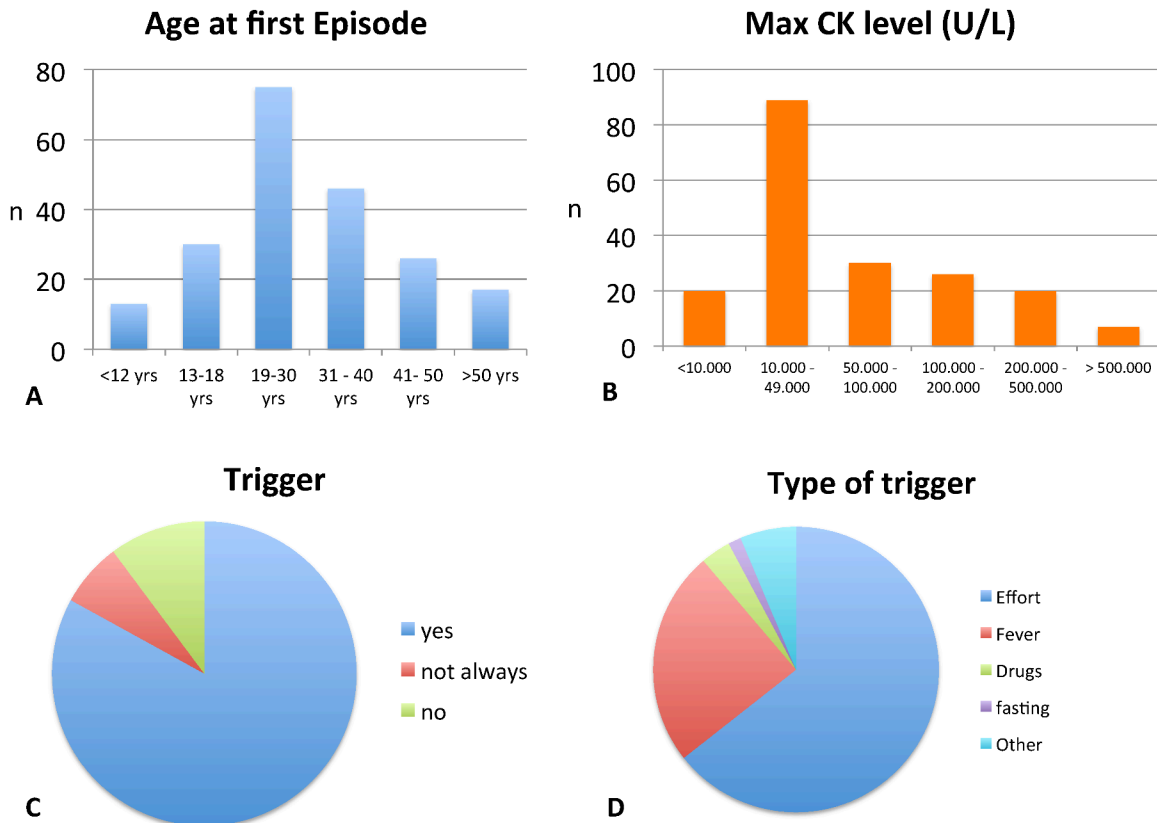 Age at first Episode
80
60
n 40
20
0
<12 yrs
13-18
yrs
19-30
yrs
31 - 40
yrs
41- 50
yrs
>50 yrs
A
Max CK level (U/L)
100
80
60
n
40
20
0
<10.000
10.000 -
49.000
50.000 -
100.000
100.000 -
200.000
200.000 -
500.000
> 500.000
B
Trigger
yes
not always
no
C
Type of trigger
Effort
Fever
Drugs
fasting
Other
D